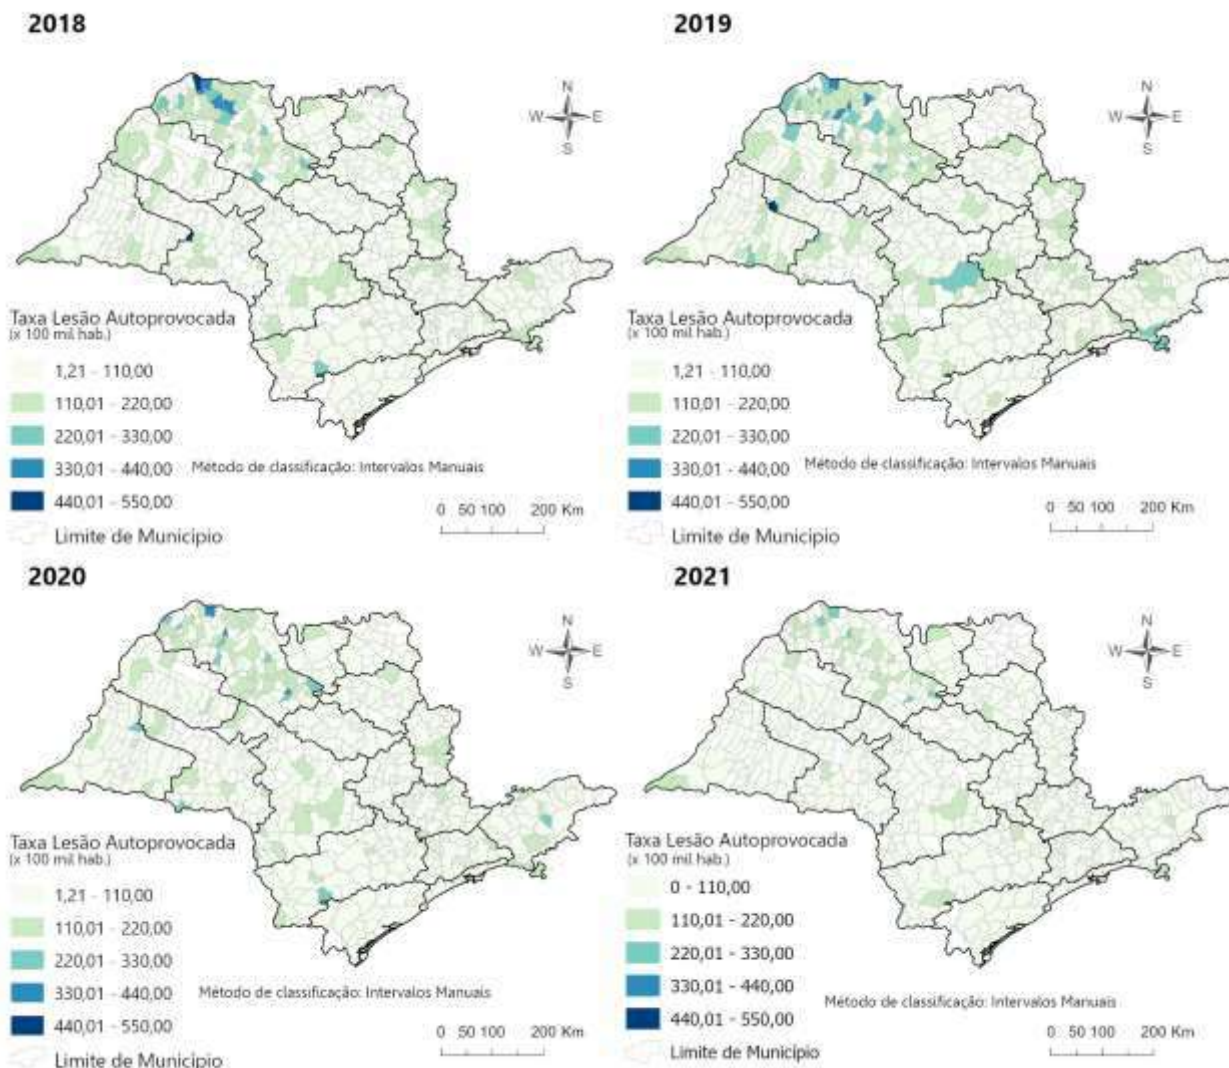 2018
N
W E
S
Taxa Lesão Autoprovocada
(x 100 mil hab.)
1,21 - 110,00
110,01 - 220,00
220,01 - 330,00
330,01 - 440,00
440,01 - 550,00
Limite de Município
Método de classificação: Intervalos Manuais
0 50 100 200 Km
2019
N
W E
S
Taxa Lesão Autoprovocada
(x 100 mil hab.)
1,21 - 110,00
110,01 - 220,00
220,01 - 330,00
330,01 - 440,00
440,01 - 550,00
Limite de Município
Método de classificação: Intervalos Manuais
0 50 100 200 Km
2020
N
W E
S
Taxa Lesão Autoprovocada
(x 100 mil hab.)
1,21 - 110,00
110,01 - 220,00
220,01 - 330,00
330,01 - 440,00
440,01 - 550,00
Limite de Município
Método de classificação: Intervalos Manuais
0 50 100 200 Km
2021
N
W E
S
Taxa Lesão Autoprovocada
(x 100 mil hab.)
0 - 110,00
110,01 - 220,00
220,01 - 330,00
330,01 - 440,00
440,01 - 550,00
Limite de Município
Método de classificação: Intervalos Manuais
0 50 100 200 Km